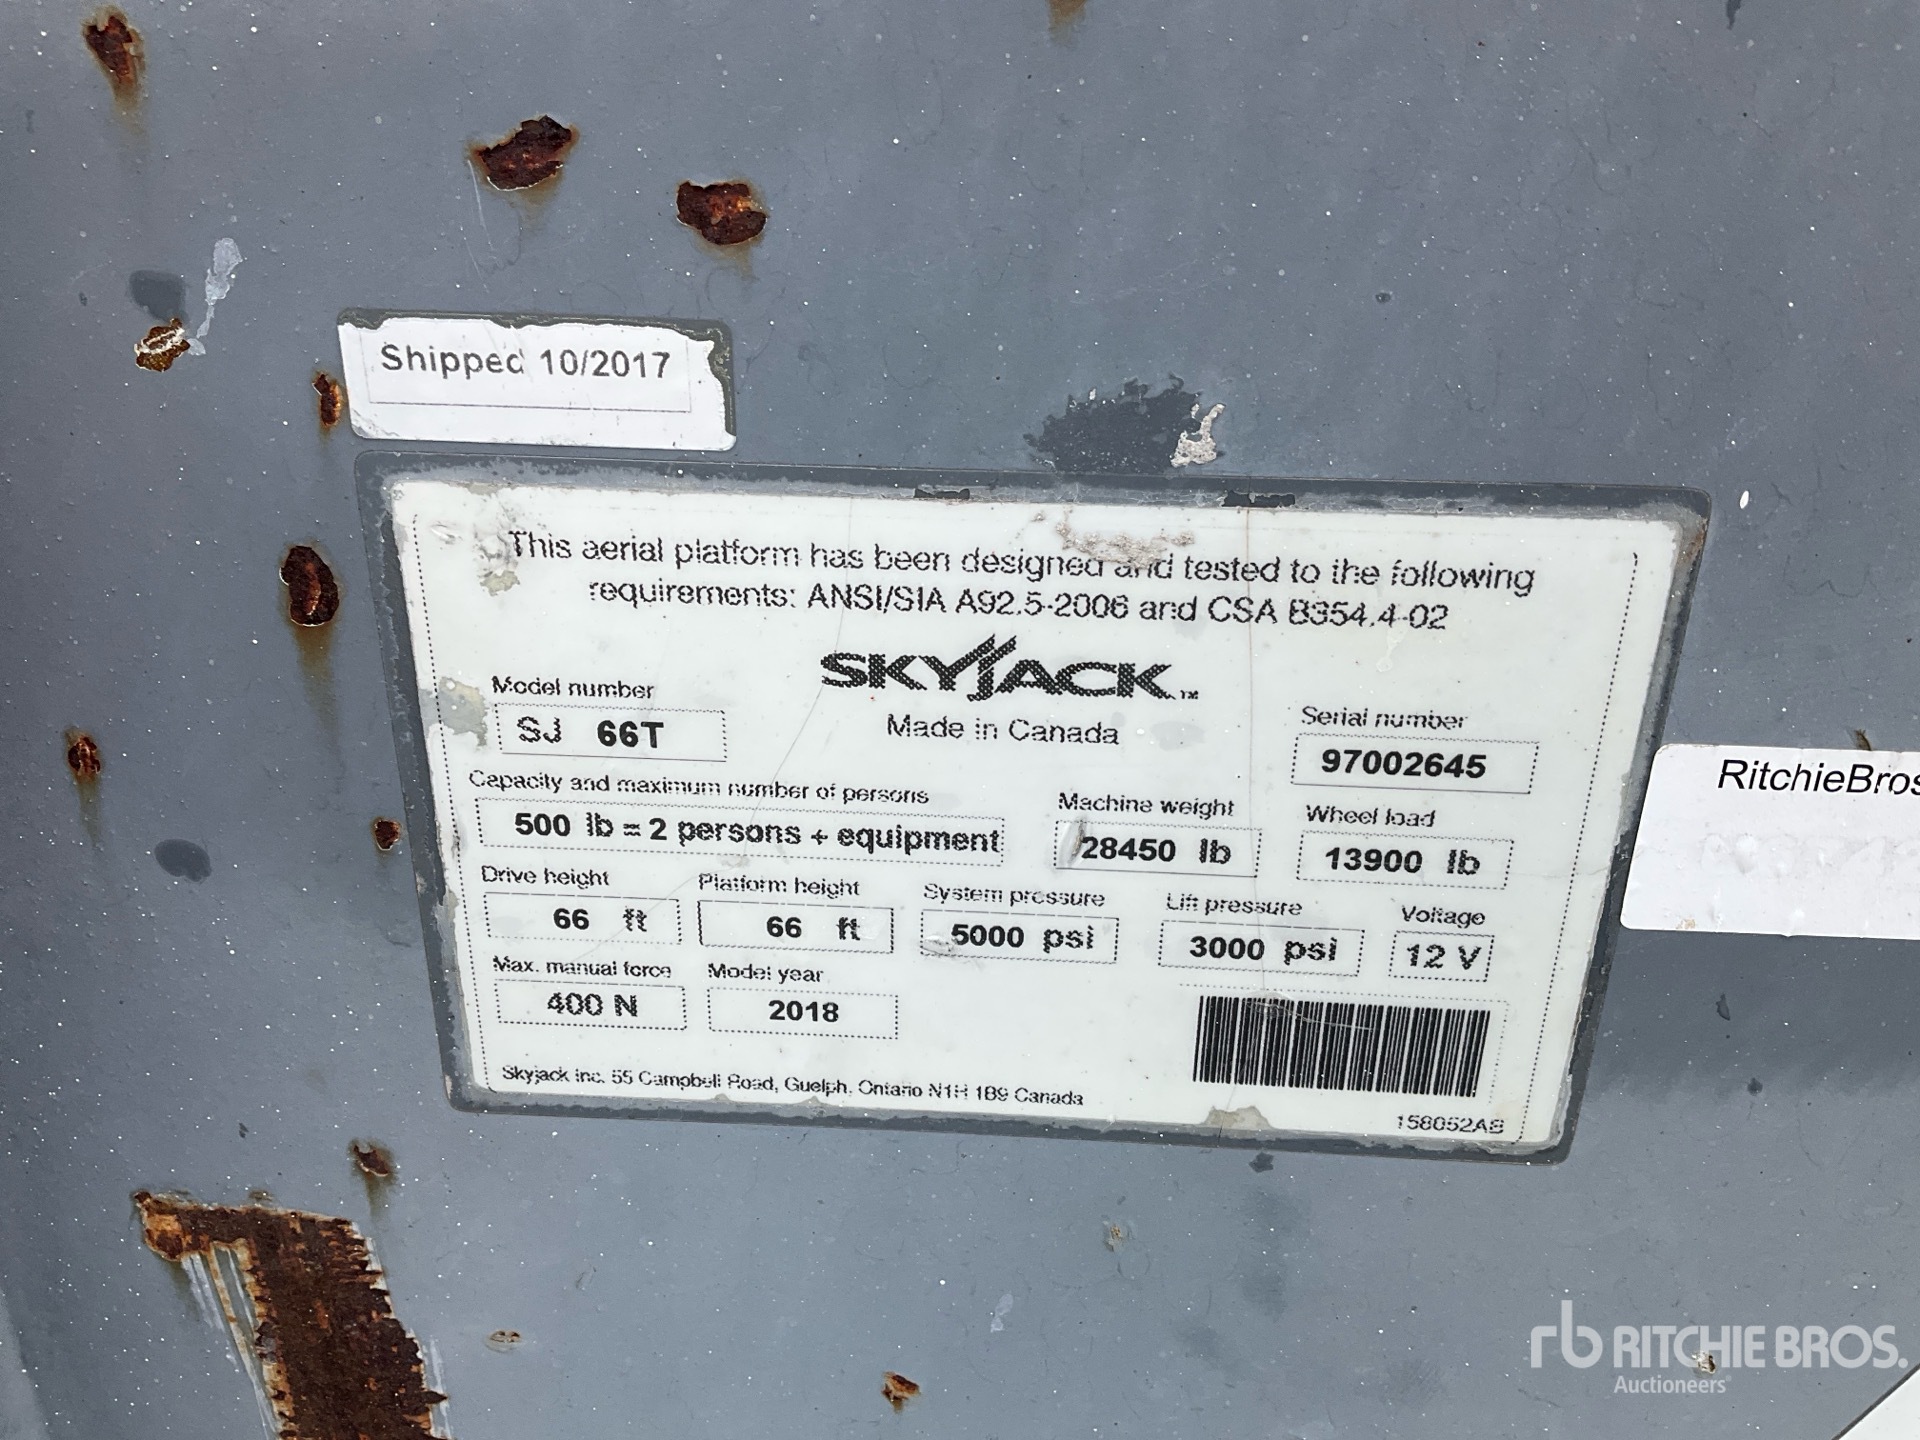 Shipped 10/2017
This aerial platform has been designed and tested to the following
requirements: ANSI/SIA A92.5-2006 and CSA B354.4-02
SKYJACK™
Made in Canada
Model number
SJ 66T
Serial number
97002645
Capacity and maximum number of persons
500 lb = 2 persons + equipment
Machine weight
28450 lb
Wheel load
13900 lb
Drive height
66 ft
Platform height
66 ft
System pressure
5000 psi
Lift pressure
3000 psi
Voltage
12 V
Max. manual force
400 N
Model year
2018
Skyjack Inc. 55 Campbell Road, Guelph, Ontario N1H 1B9 Canada
158052AB
RitchieBros
rb RITCHIE BROS.
Auctioneers